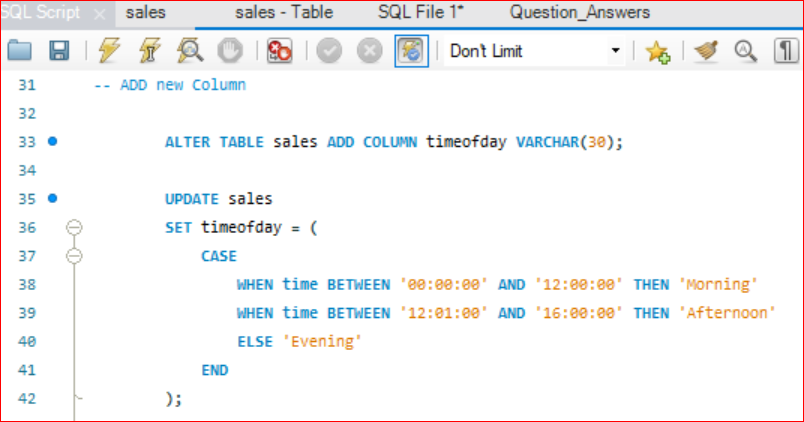 SQL Script sales sales - Table SQL File 1* Question_Answers
Don't Limit
31 -- ADD new Column
32
33 ALTER TABLE sales ADD COLUMN timeofday VARCHAR(30);
34
35 UPDATE sales
36 SET timeofday = (
37 CASE
38 WHEN time BETWEEN '00:00:00' AND '12:00:00' THEN 'Morning'
39 WHEN time BETWEEN '12:01:00' AND '16:00:00' THEN 'Afternoon'
40 ELSE 'Evening'
41 END
42 );